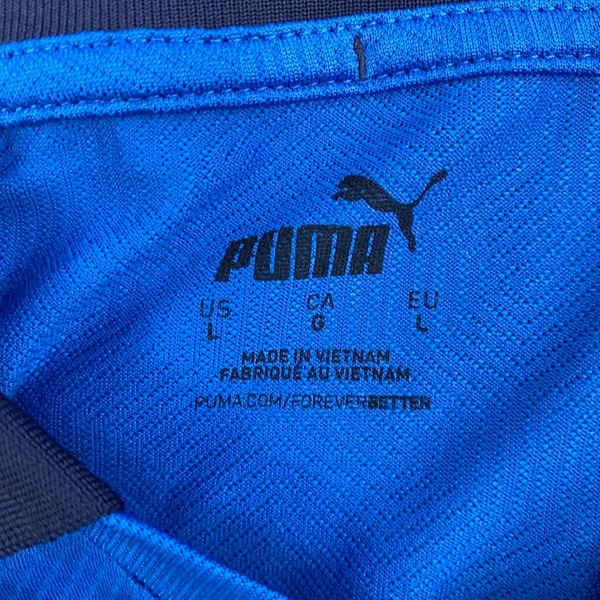 PUMA
US CA EU
L G L
MADE IN VIETNAM
FABRIQUÉ AU VIETNAM
PUMA.COM/FOREVERBETTER